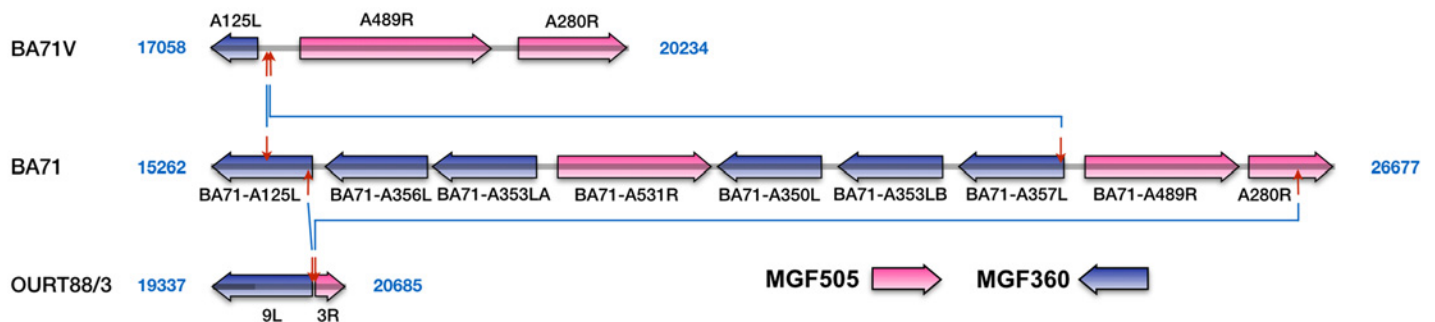 A125L A489R A280R
BA71V 17058 20234
BA71 15262 26677
BA71-A125L BA71-A356L BA71-A353LA BA71-A531R BA71-A350L BA71-A353LB BA71-A357L BA71-A489R A280R
OURT88/3 19337 20685 MGF505 MGF360
9L 3R